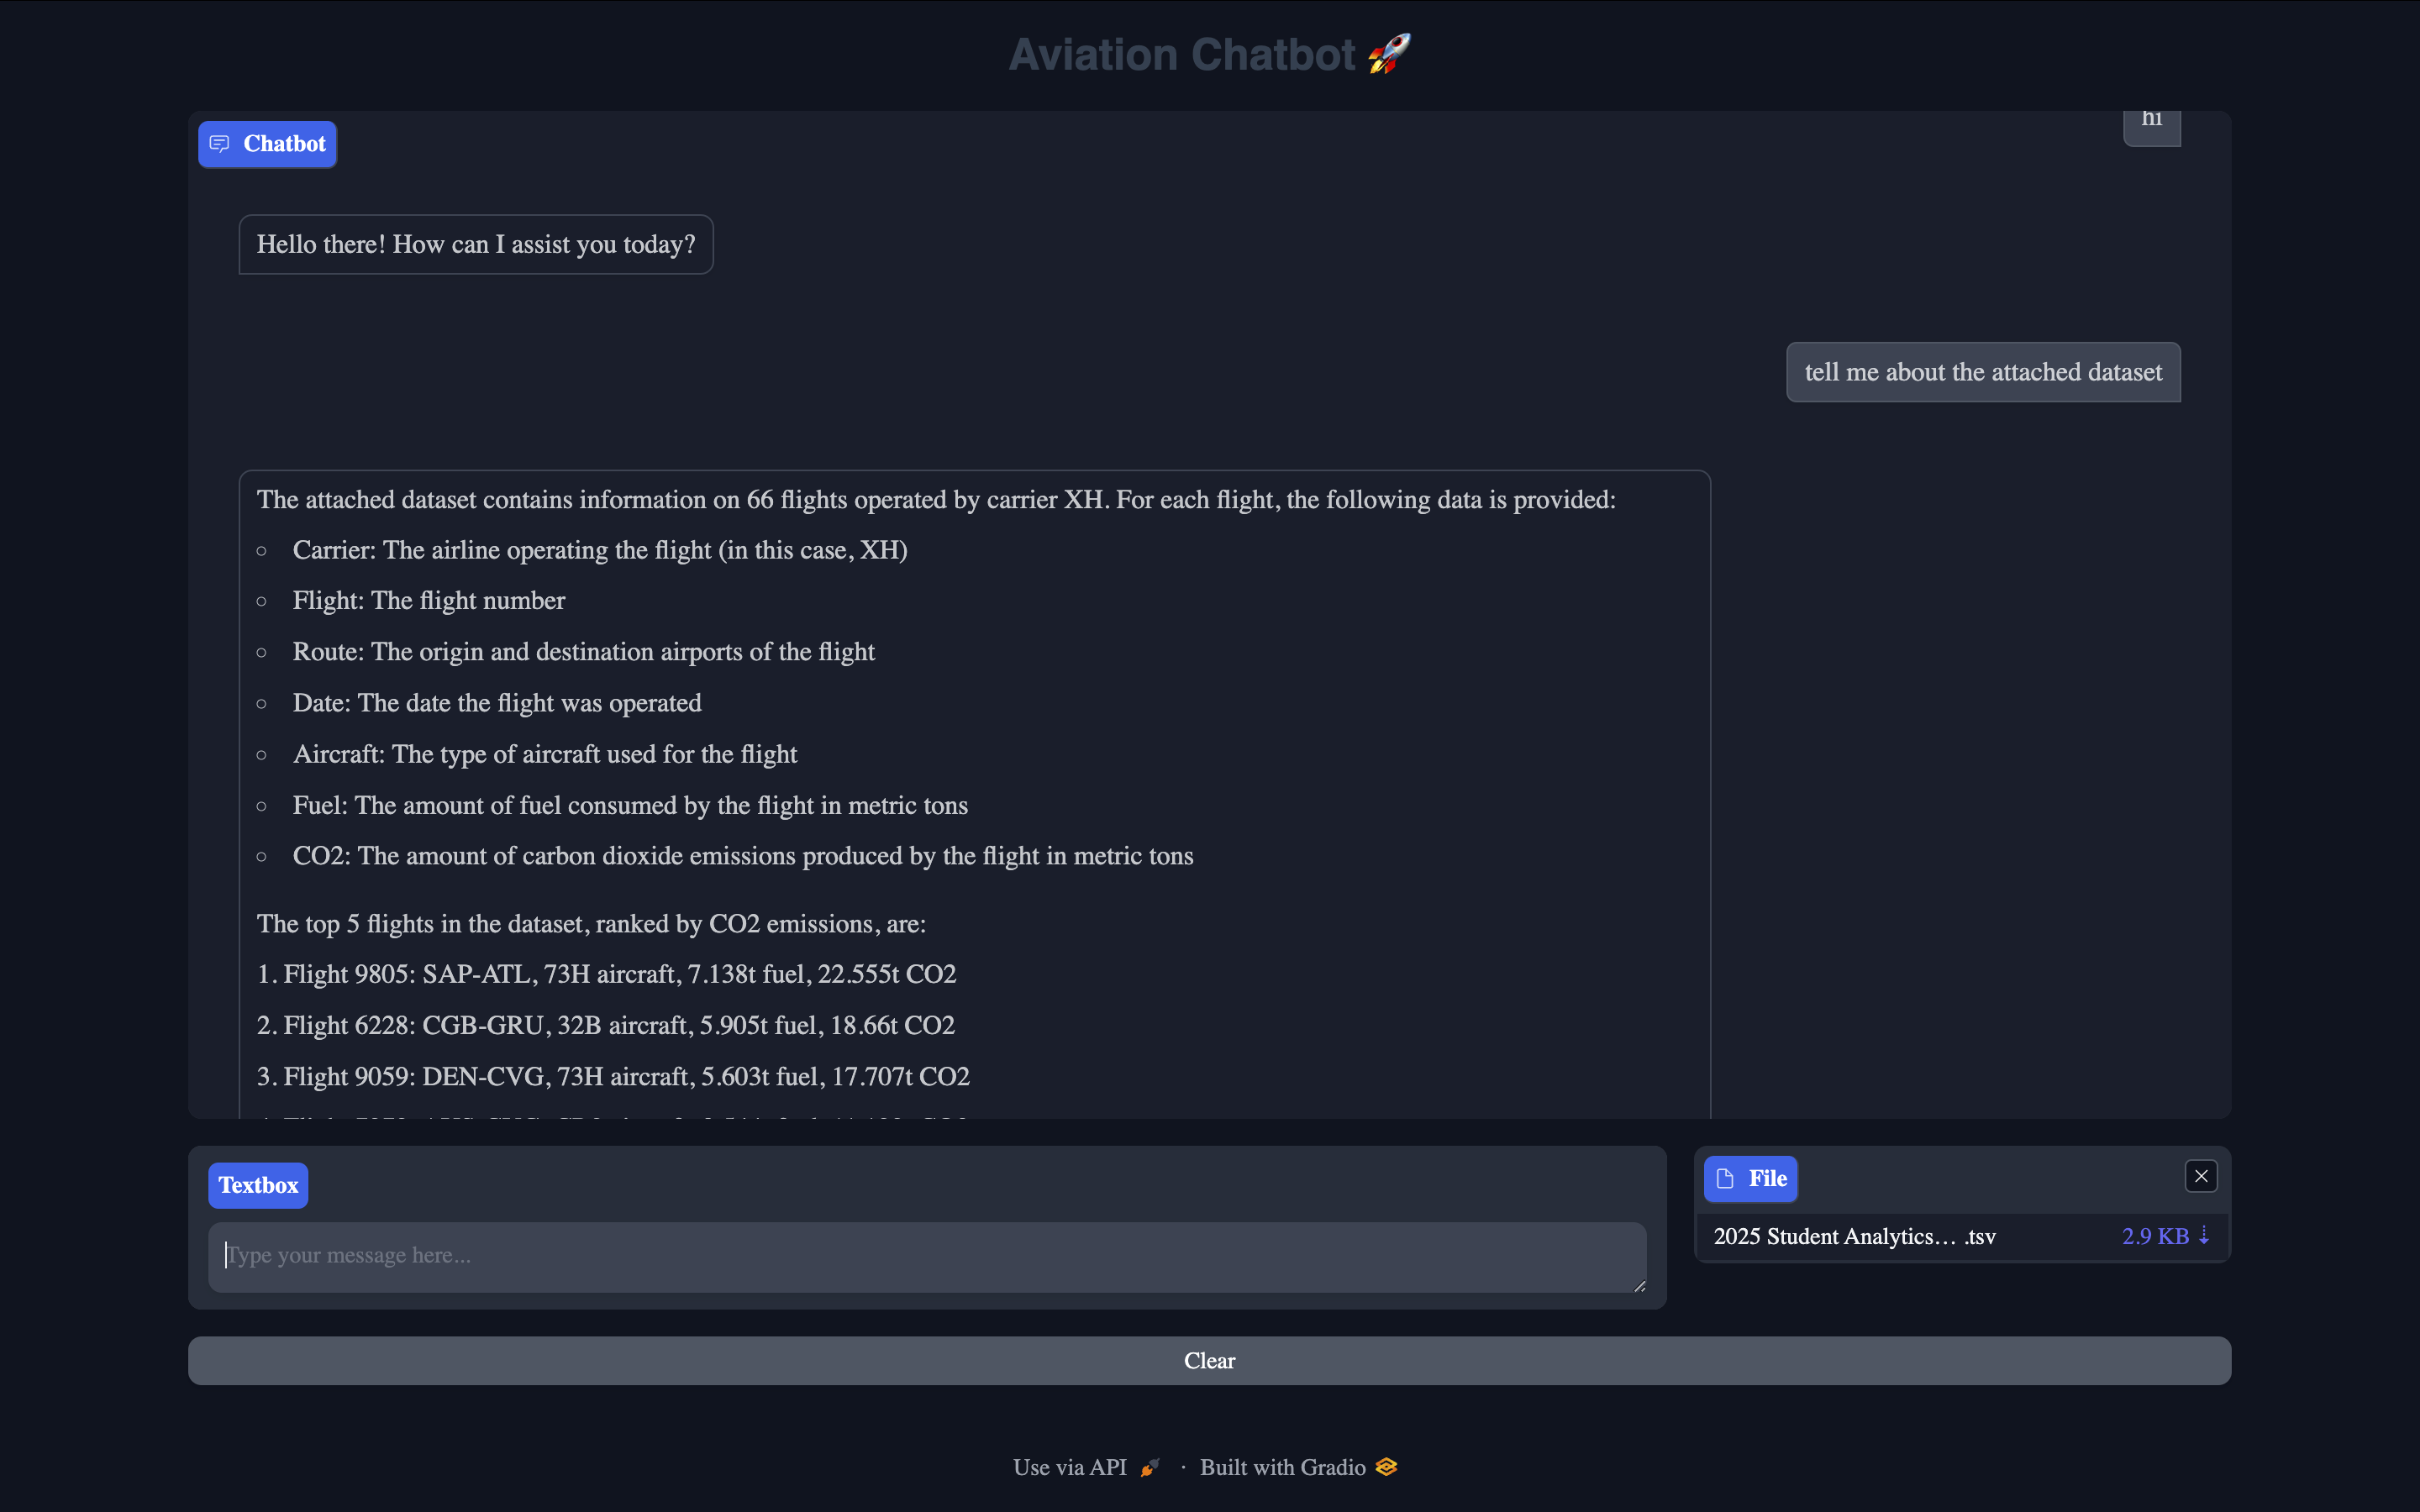 Aviation Chatbot 🚀
hi
Chatbot
Hello there! How can I assist you today?
tell me about the attached dataset
The attached dataset contains information on 66 flights operated by carrier XH. For each flight, the following data is provided:
Carrier: The airline operating the flight (in this case, XH)
Flight: The flight number
Route: The origin and destination airports of the flight
Date: The date the flight was operated
Aircraft: The type of aircraft used for the flight
Fuel: The amount of fuel consumed by the flight in metric tons
CO2: The amount of carbon dioxide emissions produced by the flight in metric tons
The top 5 flights in the dataset, ranked by CO2 emissions, are:
1. Flight 9805: SAP-ATL, 73H aircraft, 7.138t fuel, 22.555t CO2
2. Flight 6228: CGB-GRU, 32B aircraft, 5.905t fuel, 18.66t CO2
3. Flight 9059: DEN-CVG, 73H aircraft, 5.603t fuel, 17.707t CO2
Textbox
Type your message here...
File
2025 Student Analytics… .tsv 2.9 KB ⇣
Clear
Use via API · Built with Gradio